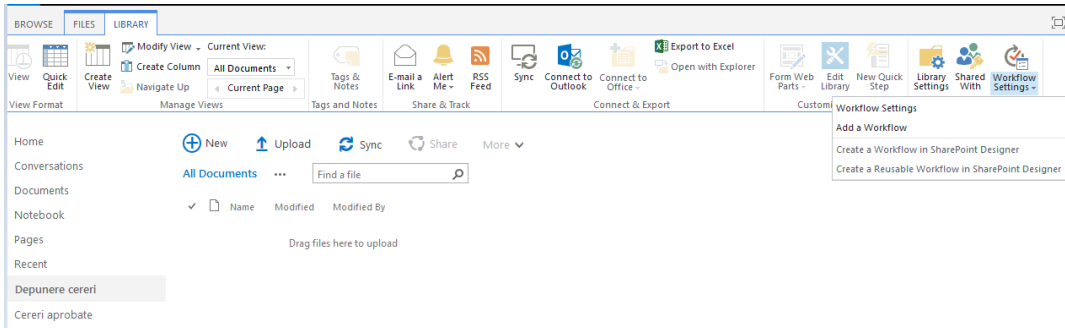 BROWSE FILES LIBRARY
View
Quick Edit
Create View
Modify View
Create Column
Navigate Up
Current View:
All Documents
Current Page
Tags & Notes
E-mail a Link
Alert Me
RSS Feed
Sync
Connect to Outlook
Connect to Office
Export to Excel
Open with Explorer
Form Web Parts
Edit Library
New Quick Step
Library Settings
Shared With
Workflow Settings
View Format Manage Views Tags and Notes Share & Track Connect & Export Customi
Workflow Settings
Add a Workflow
Create a Workflow in SharePoint Designer
Create a Reusable Workflow in SharePoint Designer
Home
Conversations
Documents
Notebook
Pages
Recent
Depunere cereri
Cereri aprobate
New Upload Sync Share More
All Documents ... Find a file
Name Modified Modified By
Drag files here to upload